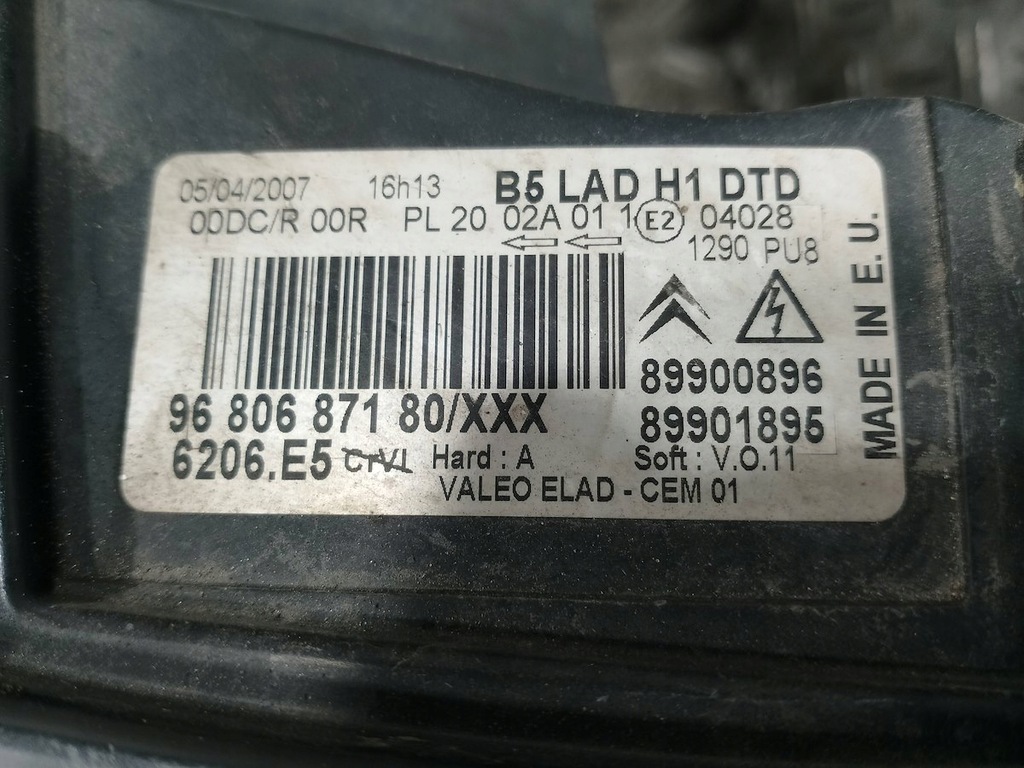 05/04/2007 16h13 B5 LAD H1 DTD
00DC/R 00R PL 20 02A 01 1 E2 04028
1290 PU8
89900896
96 806 871 80/XXX 89901895
6206.E5 Hard : A Soft : V.O.11
VALEO ELAD - CEM 01
MADE IN E.U.